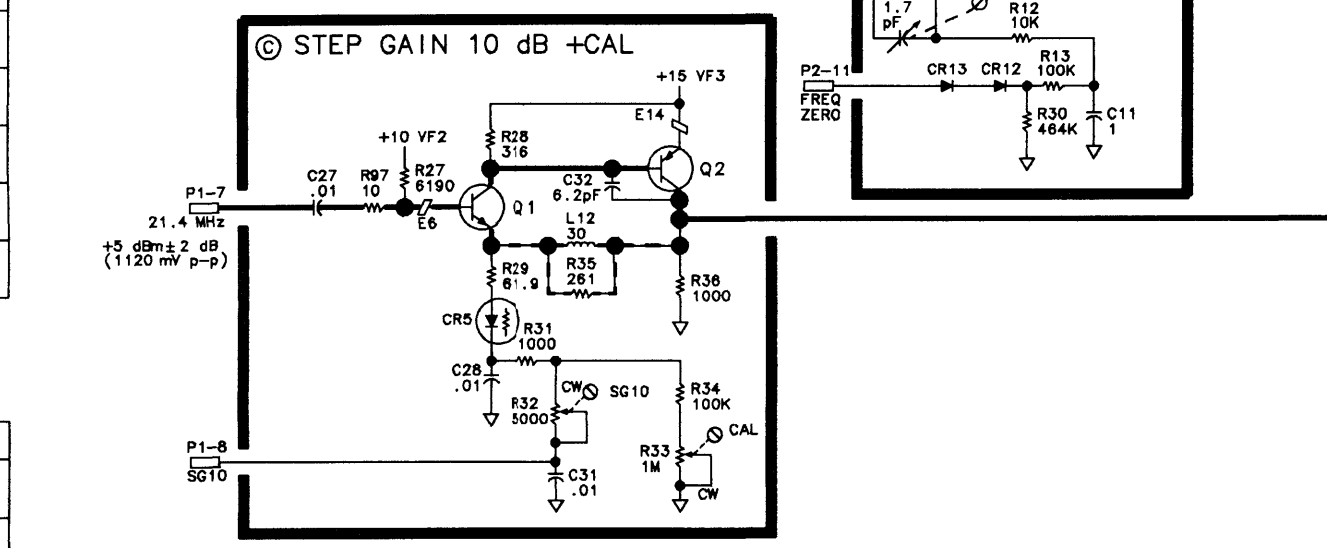 © STEP GAIN 10 dB +CAL
+15 VF3
E14
R28
316
+10 VF2
R27
6190
C27
.01
R97
10
E6
Q1
C32
6.2pF
Q2
P1-7
21.4 MHz
+5 dBm± 2 dB
(1120 mV p-p)
L12
30
R35
261
R29
61.9
R36
1000
CR5
R31
1000
C28
.01
CW
SG10
R32
5000
R34
100K
CAL
R33
1M
CW
P1-8
SG10
C31
.01
1.7
pF
R12
10K
P2-11
FREQ
ZERO
CR13
CR12
R13
100K
R30
464K
C11
1